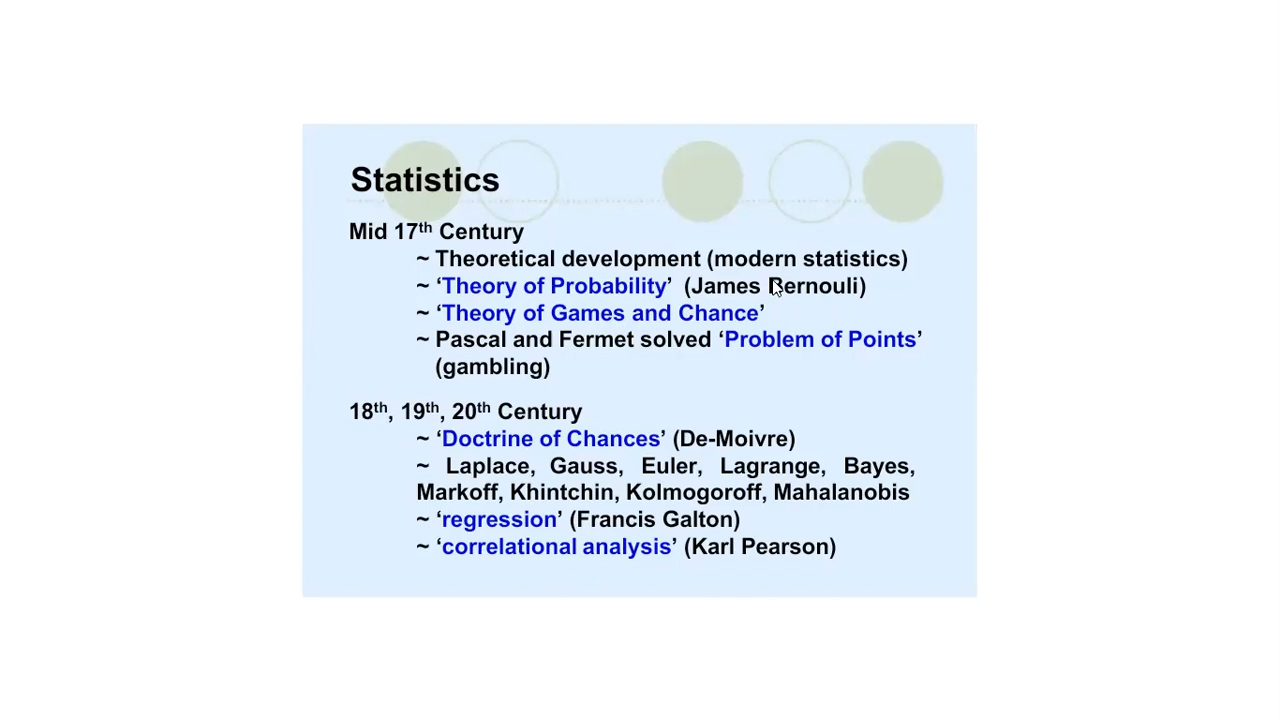 Statistics
Mid 17th Century
~ Theoretical development (modern statistics)
~ ‘Theory of Probability’ (James Bernouli)
~ ‘Theory of Games and Chance’
~ Pascal and Fermet solved ‘Problem of Points’
(gambling)
18th, 19th, 20th Century
~ ‘Doctrine of Chances’ (De-Moivre)
~ Laplace, Gauss, Euler, Lagrange, Bayes,
Markoff, Khintchin, Kolmogoroff, Mahalanobis
~ ‘regression’ (Francis Galton)
~ ‘correlational analysis’ (Karl Pearson)